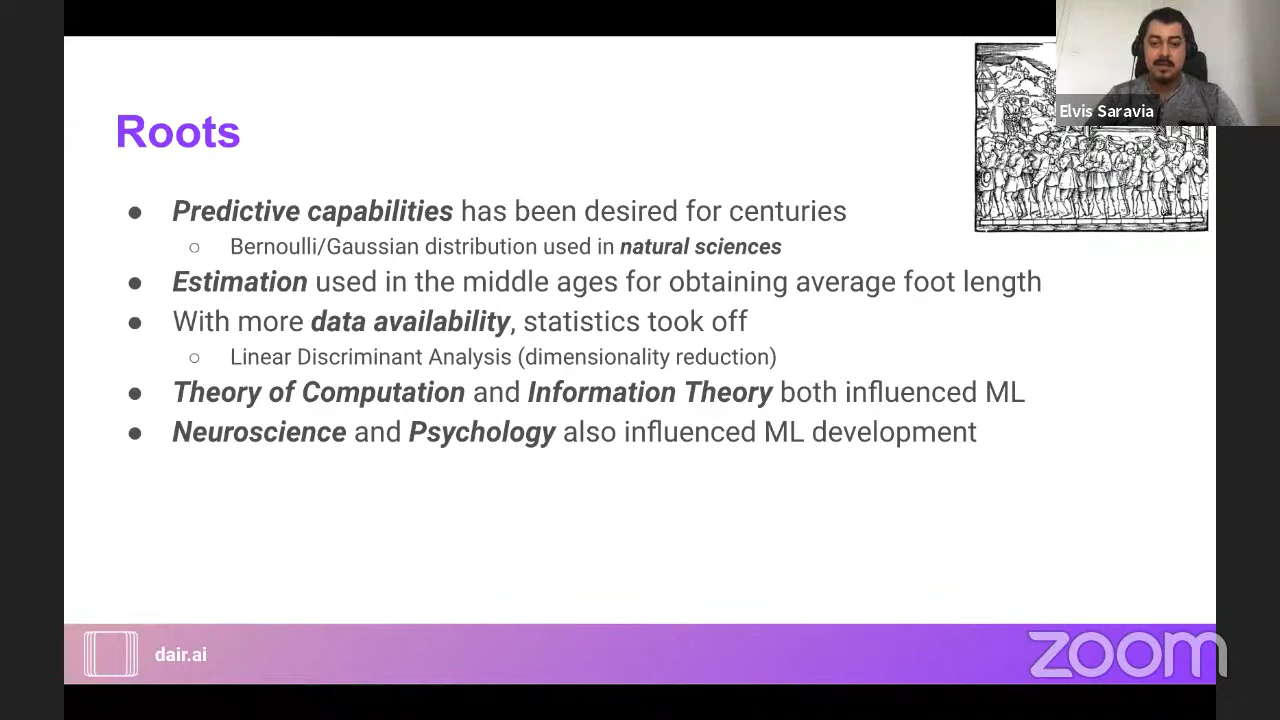 Elvis Saravia
Roots
● Predictive capabilities has been desired for centuries
○ Bernoulli/Gaussian distribution used in natural sciences
● Estimation used in the middle ages for obtaining average foot length
● With more data availability, statistics took off
○ Linear Discriminant Analysis (dimensionality reduction)
● Theory of Computation and Information Theory both influenced ML
● Neuroscience and Psychology also influenced ML development
dair.ai
zoom